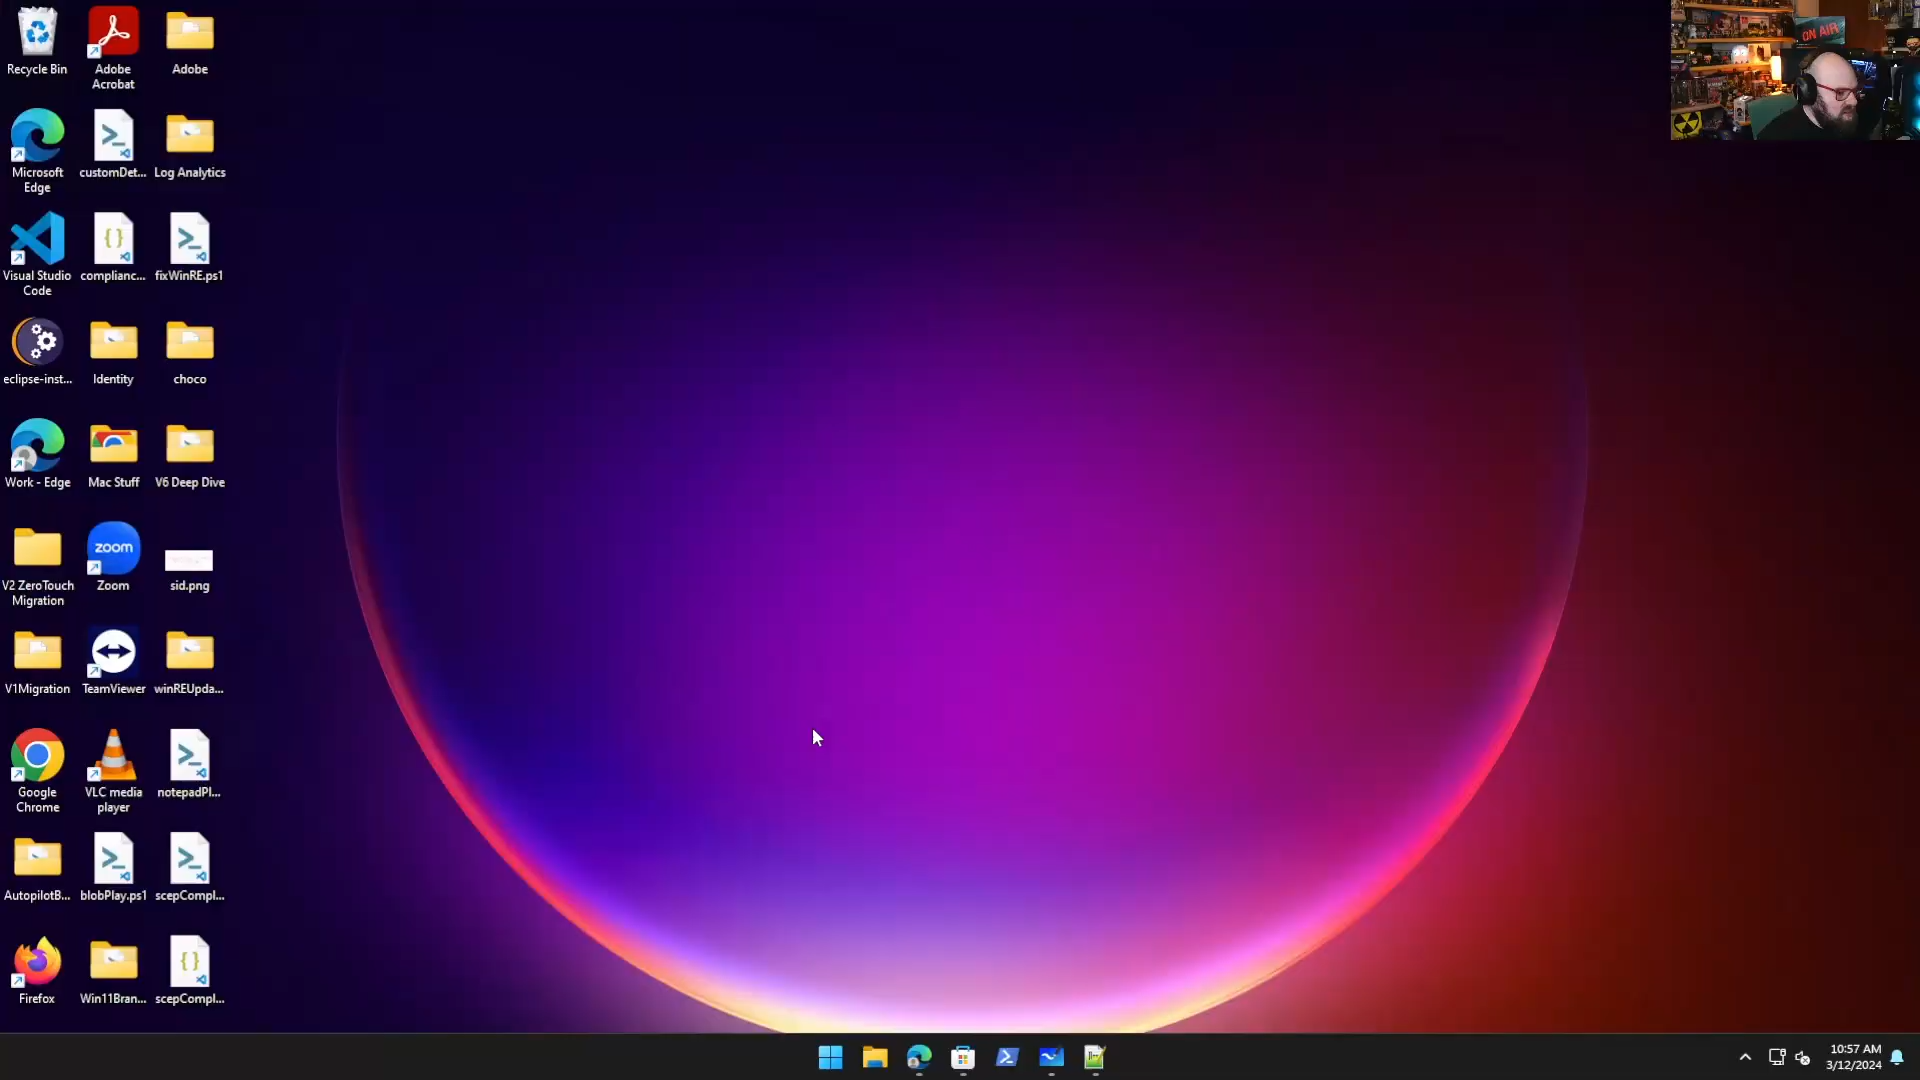 Recycle Bin
Adobe
Acrobat
Adobe
Microsoft
Edge
customDet...
Log Analytics
Visual Studio
Code
complianc...
fixWinRE.ps1
eclipse-inst...
Identity
choco
Work - Edge
Mac Stuff
V6 Deep Dive
V2 ZeroTouch
Migration
zoom
Zoom
sid.png
V1Migration
TeamViewer
winREUpda...
Google
Chrome
VLC media
player
notepadPl...
AutopilotB...
blobPlay.ps1
scepCompl...
Firefox
Win11Bran...
scepCompl...
ON AIR
10:57 AM
3/12/2024